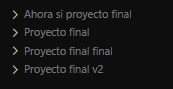 Ahora si proyecto final
Proyecto final
Proyecto final final
Proyecto final v2